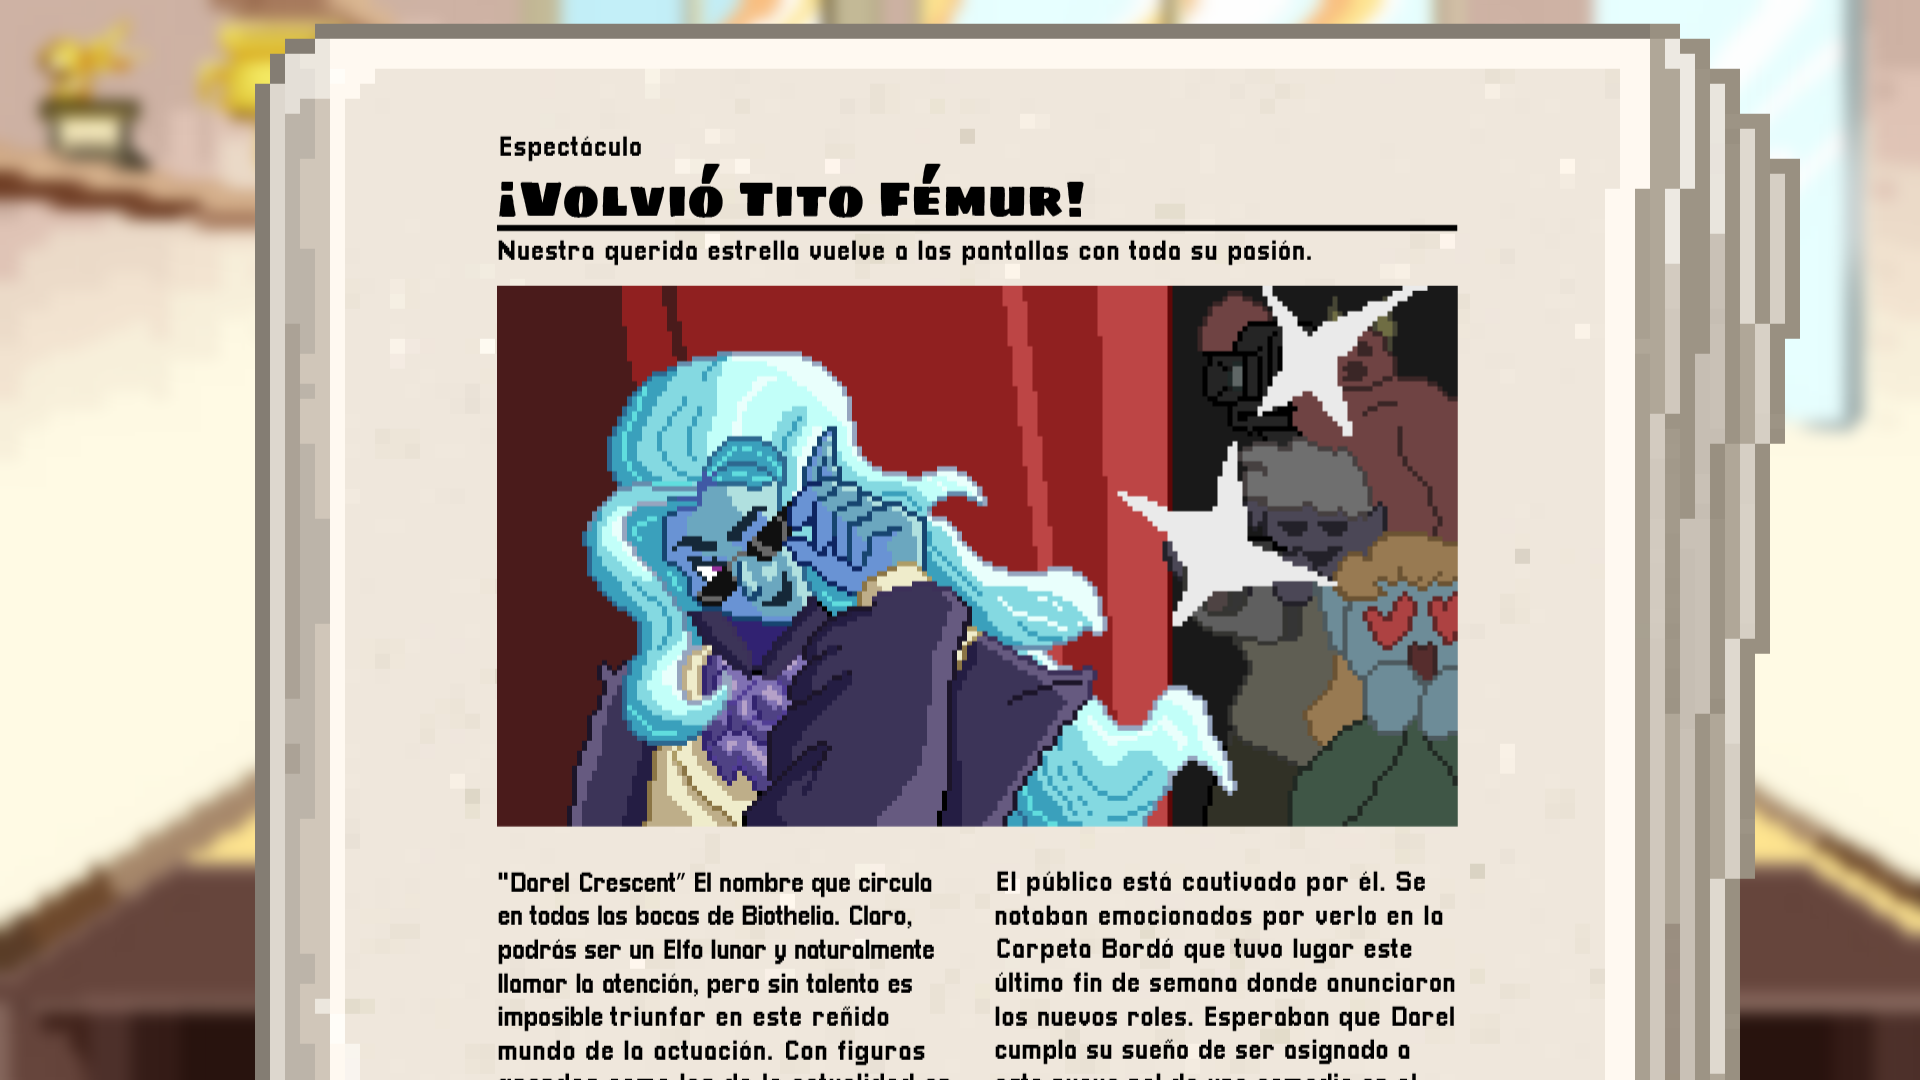 Espectáculo
¡Volvió Tito Fémur!
Nuestra querida estrella vuelve a las pantallas con toda su pasión.
"Darel Crescent" El nombre que circula
en todas las bocas de Biothelia. Claro,
podrás ser un Elfo lunar y naturalmente
llamar la atención, pero sin talento es
imposible triunfar en este reñido
mundo de la actuación. Con figuras
El público está cautivado por él. Se
notaban emocionados por verlo en la
Carpeta Bordó que tuvo lugar este
último fin de semana donde anunciaron
los nuevos roles. Esperaban que Darel
cumpla su sueño de ser asignado a